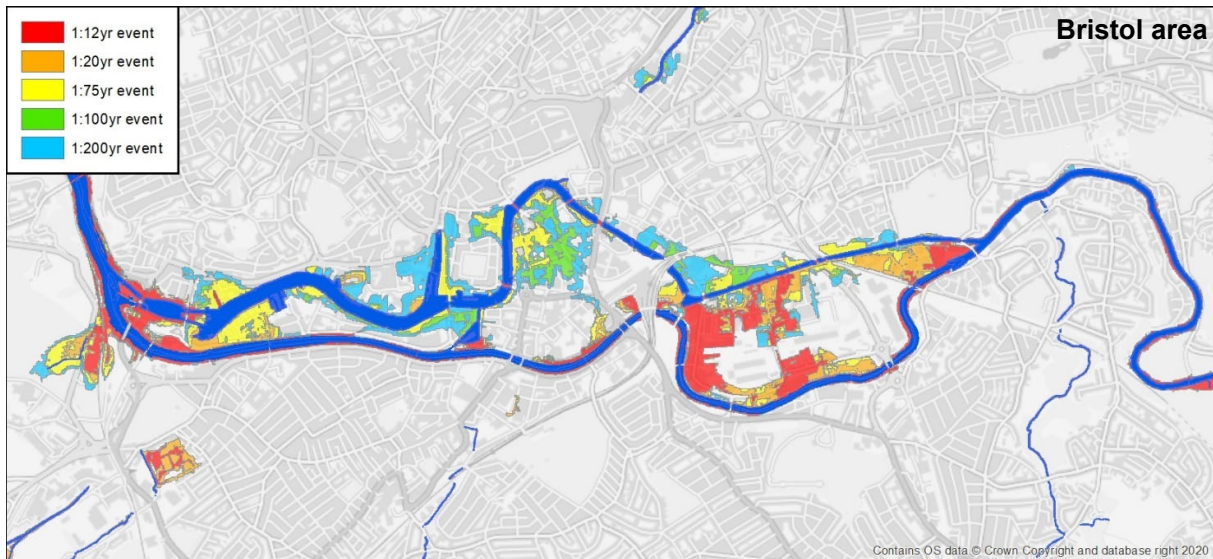 Bristol area
1:12yr event
1:20yr event
1:75yr event
1:100yr event
1:200yr event
Contains OS data © Crown Copyright and database right 2020